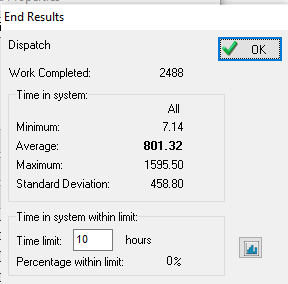 Properties
End Results
Dispatch
OK
Work Completed: 2488
Time in system:
All
Minimum: 7.14
Average: 801.32
Maximum: 1595.50
Standard Deviation: 458.80
Time in system within limit:
Time limit: 10 hours
Percentage within limit: 0%